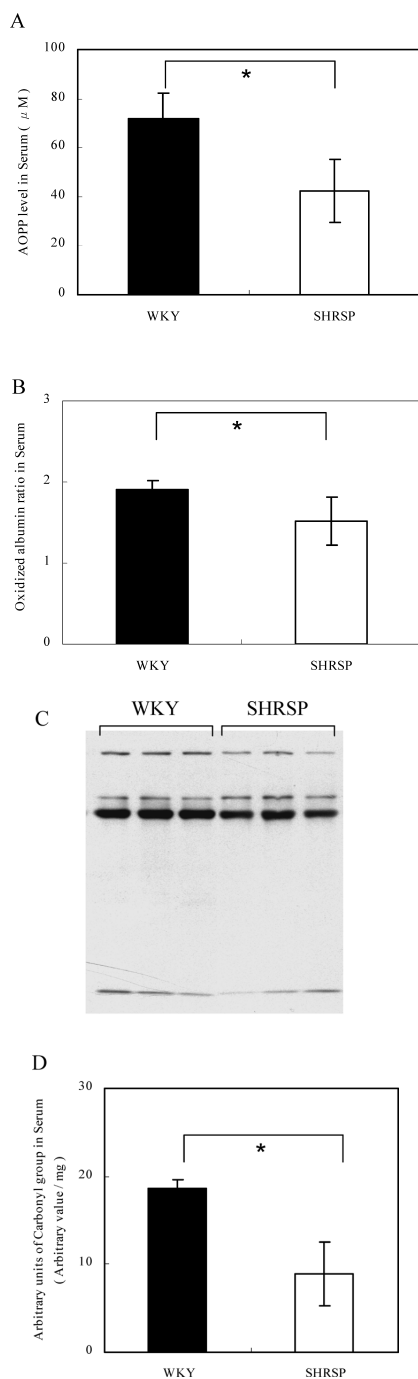 A
AOPP level in Serum ( μ M)
100
80
60
40
20
0
*
WKY
SHRSP
B
Oxidized albumin ratio in Serum
3
2
1
0
*
WKY
SHRSP
C
WKY
SHRSP
D
Arbitrary units of Carbonyl group in Serum
( Arbitrary value / mg )
30
20
10
0
*
WKY
SHRSP